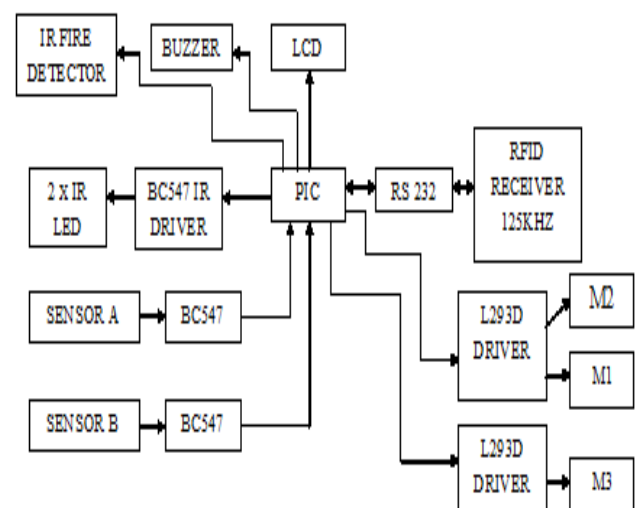 IR FIRE
DETECTOR
BUZZER
LCD
RFID
RECEIVER
125KHZ
2 x IR
LED
BC547 IR
DRIVER
PIC
RS 232
SENSOR A
BC547
L293D
DRIVER
M2
M1
SENSOR B
BC547
L293D
DRIVER
M3